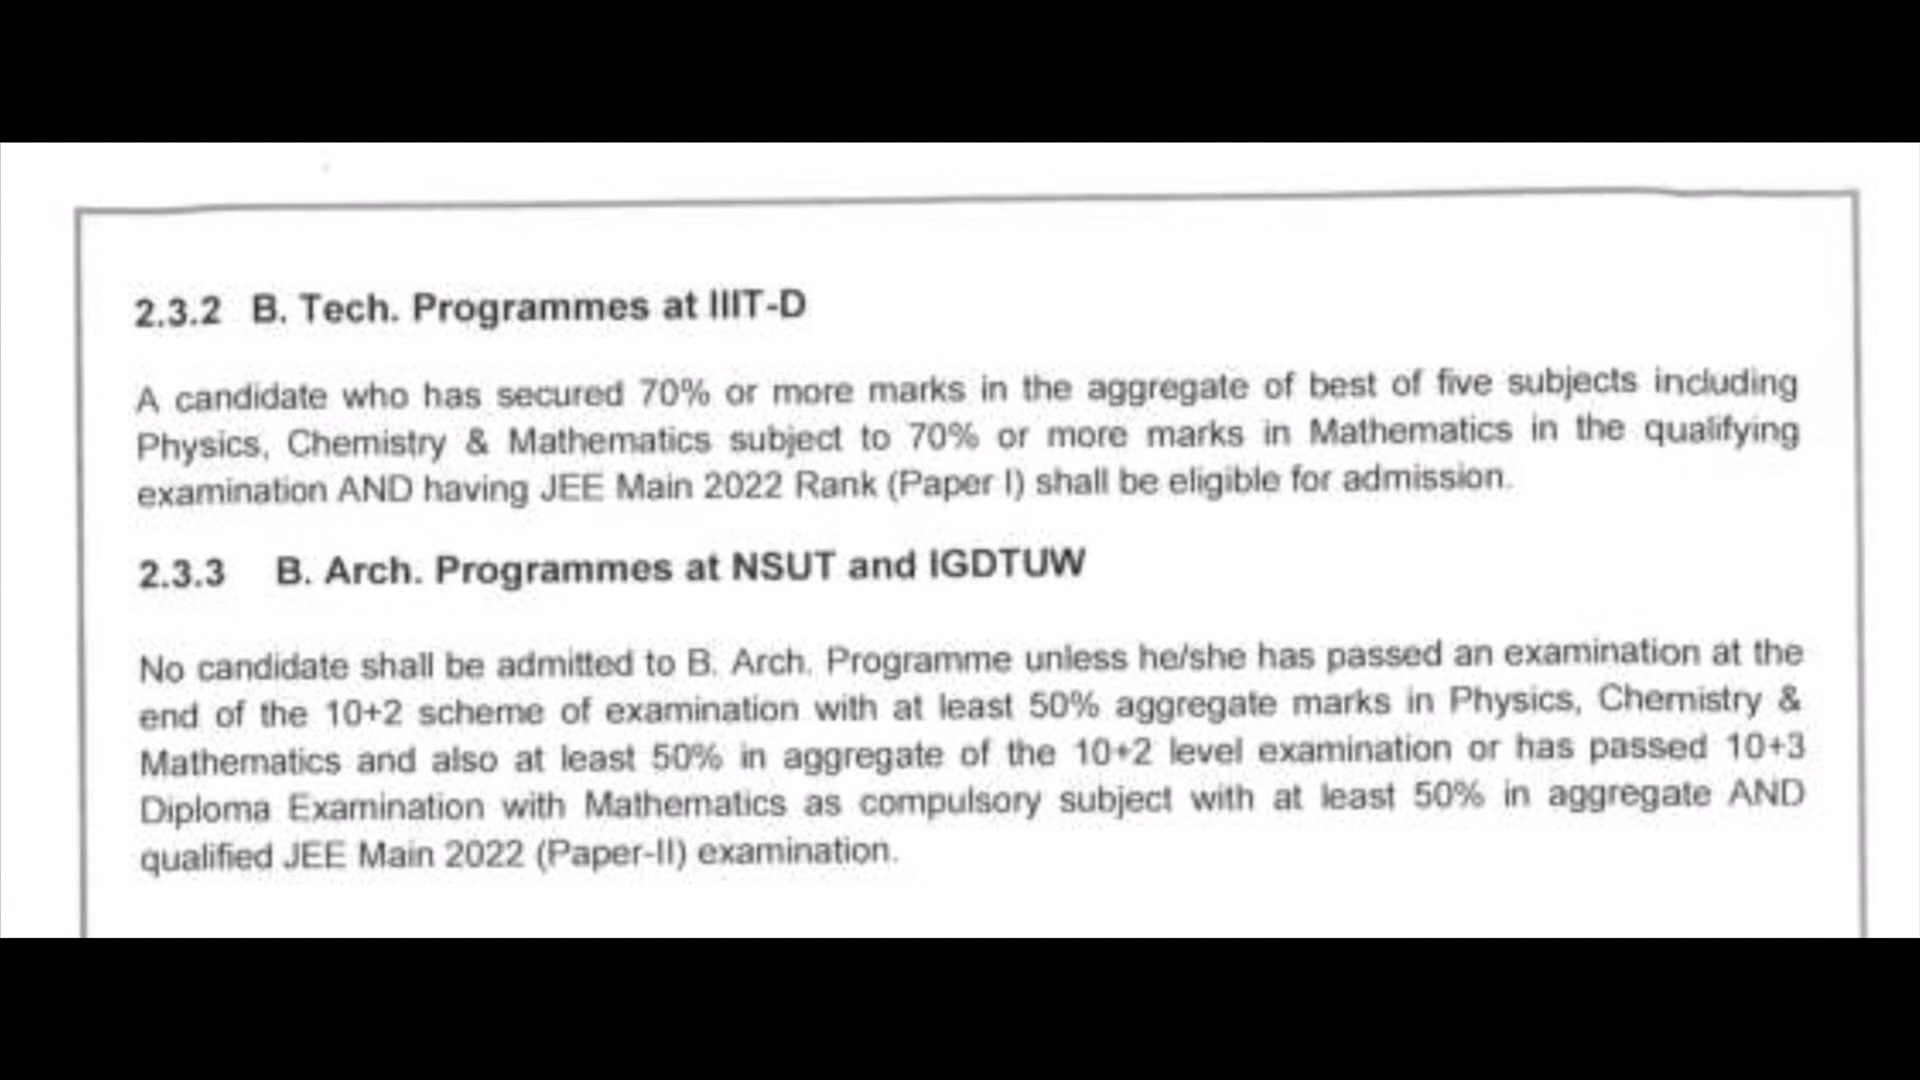 2.3.2 B. Tech. Programmes at IIIT-D
A candidate who has secured 70% or more marks in the aggregate of best of five subjects including
Physics, Chemistry & Mathematics subject to 70% or more marks in Mathematics in the qualifying
examination AND having JEE Main 2022 Rank (Paper I) shall be eligible for admission.
2.3.3 B. Arch. Programmes at NSUT and IGDTUW
No candidate shall be admitted to B. Arch. Programme unless he/she has passed an examination at the
end of the 10+2 scheme of examination with at least 50% aggregate marks in Physics, Chemistry &
Mathematics and also at least 50% in aggregate of the 10+2 level examination or has passed 10+3
Diploma Examination with Mathematics as compulsory subject with at least 50% in aggregate AND
qualified JEE Main 2022 (Paper-II) examination.